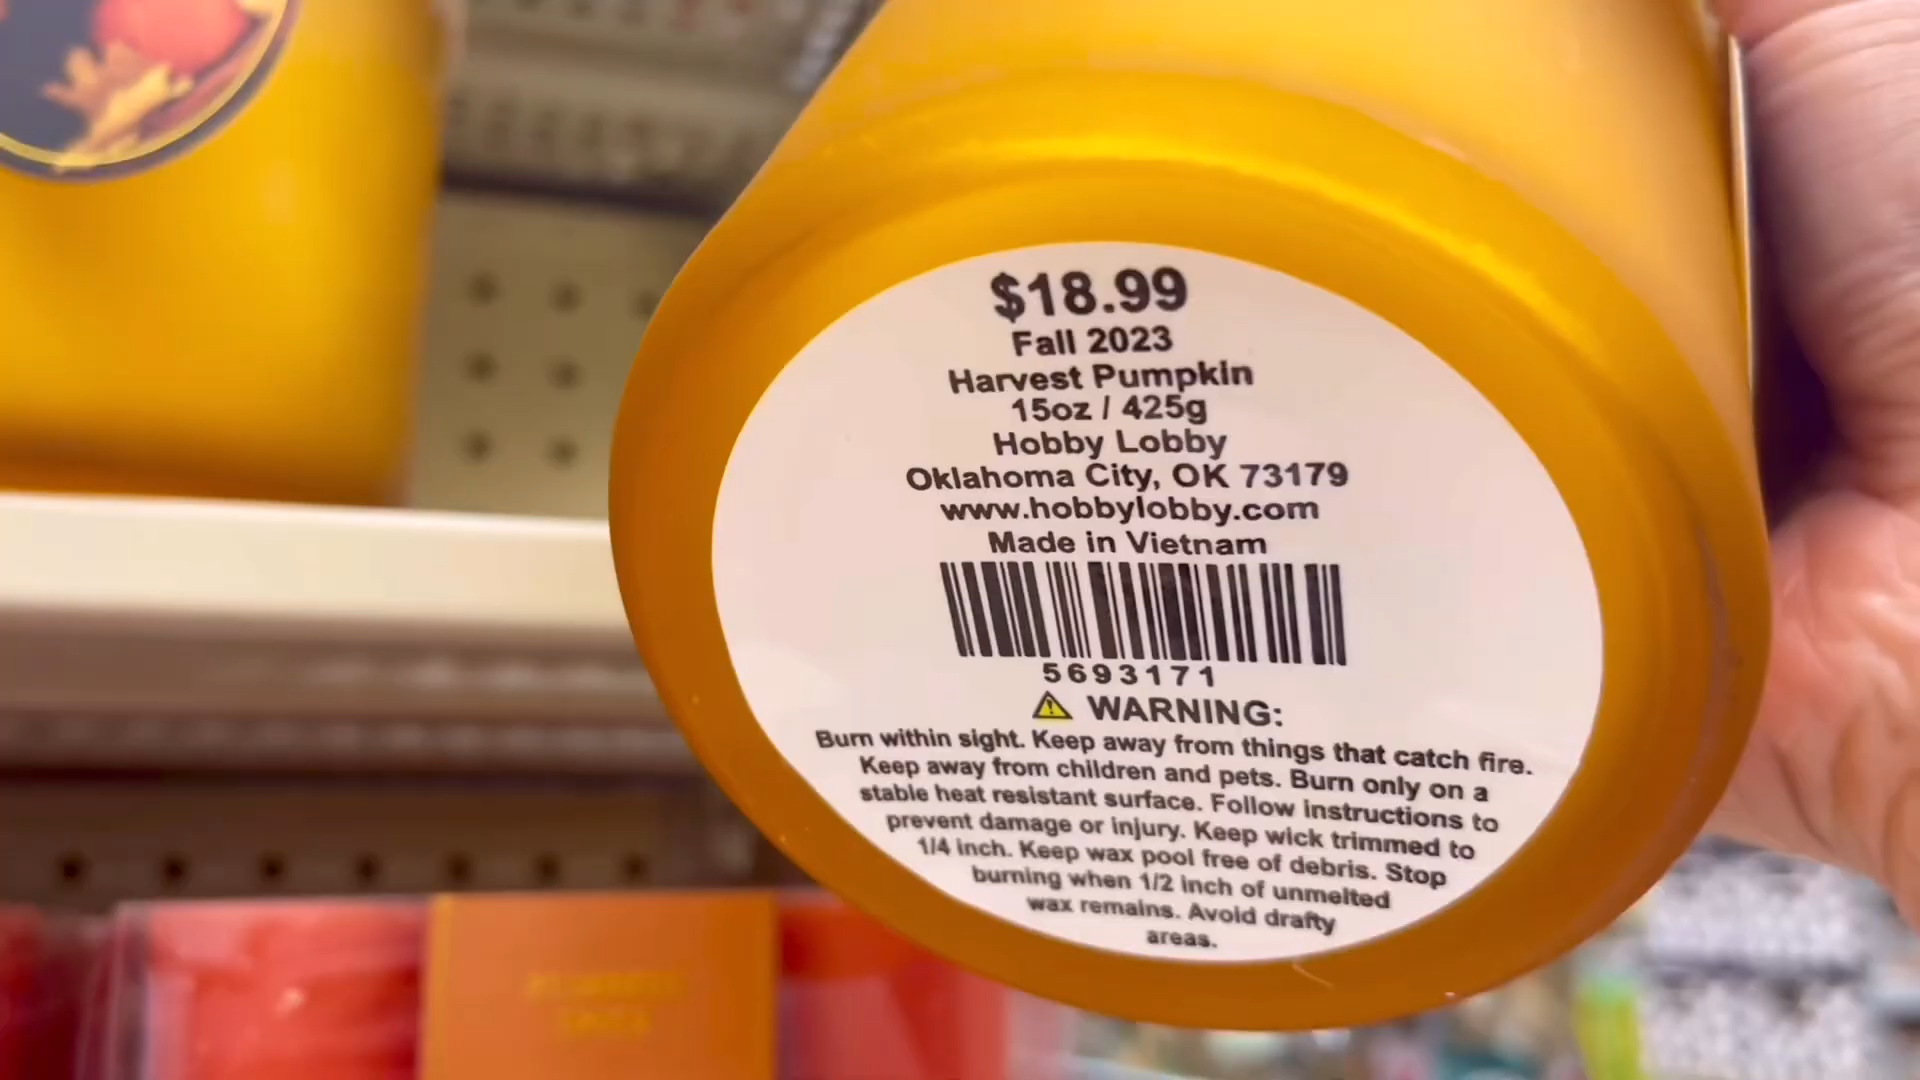 $18.99
Fall 2023
Harvest Pumpkin
15oz / 425g
Hobby Lobby
Oklahoma City, OK 73179
www.hobbylobby.com
Made in Vietnam
5693171
WARNING:
Burn within sight. Keep away from things that catch fire.
Keep away from children and pets. Burn only on a
stable heat resistant surface. Follow instructions to
prevent damage or injury. Keep wick trimmed to
1/4 inch. Keep wax pool free of debris. Stop
burning when 1/2 inch of unmelted
wax remains. Avoid drafty
areas.